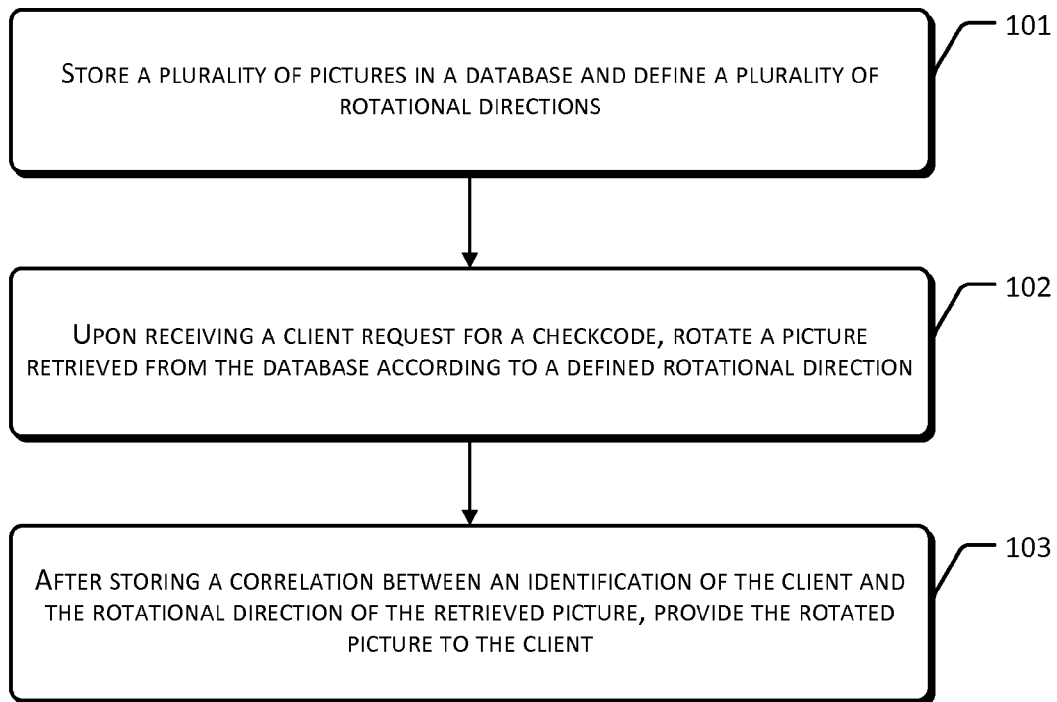 STORE A PLURALITY OF PICTURES IN A DATABASE AND DEFINE A PLURALITY OF
ROTATIONAL DIRECTIONS
101
UPON RECEIVING A CLIENT REQUEST FOR A CHECKCODE, ROTATE A PICTURE
RETRIEVED FROM THE DATABASE ACCORDING TO A DEFINED ROTATIONAL DIRECTION
102
AFTER STORING A CORRELATION BETWEEN AN IDENTIFICATION OF THE CLIENT AND
THE ROTATIONAL DIRECTION OF THE RETRIEVED PICTURE, PROVIDE THE ROTATED
PICTURE TO THE CLIENT
103